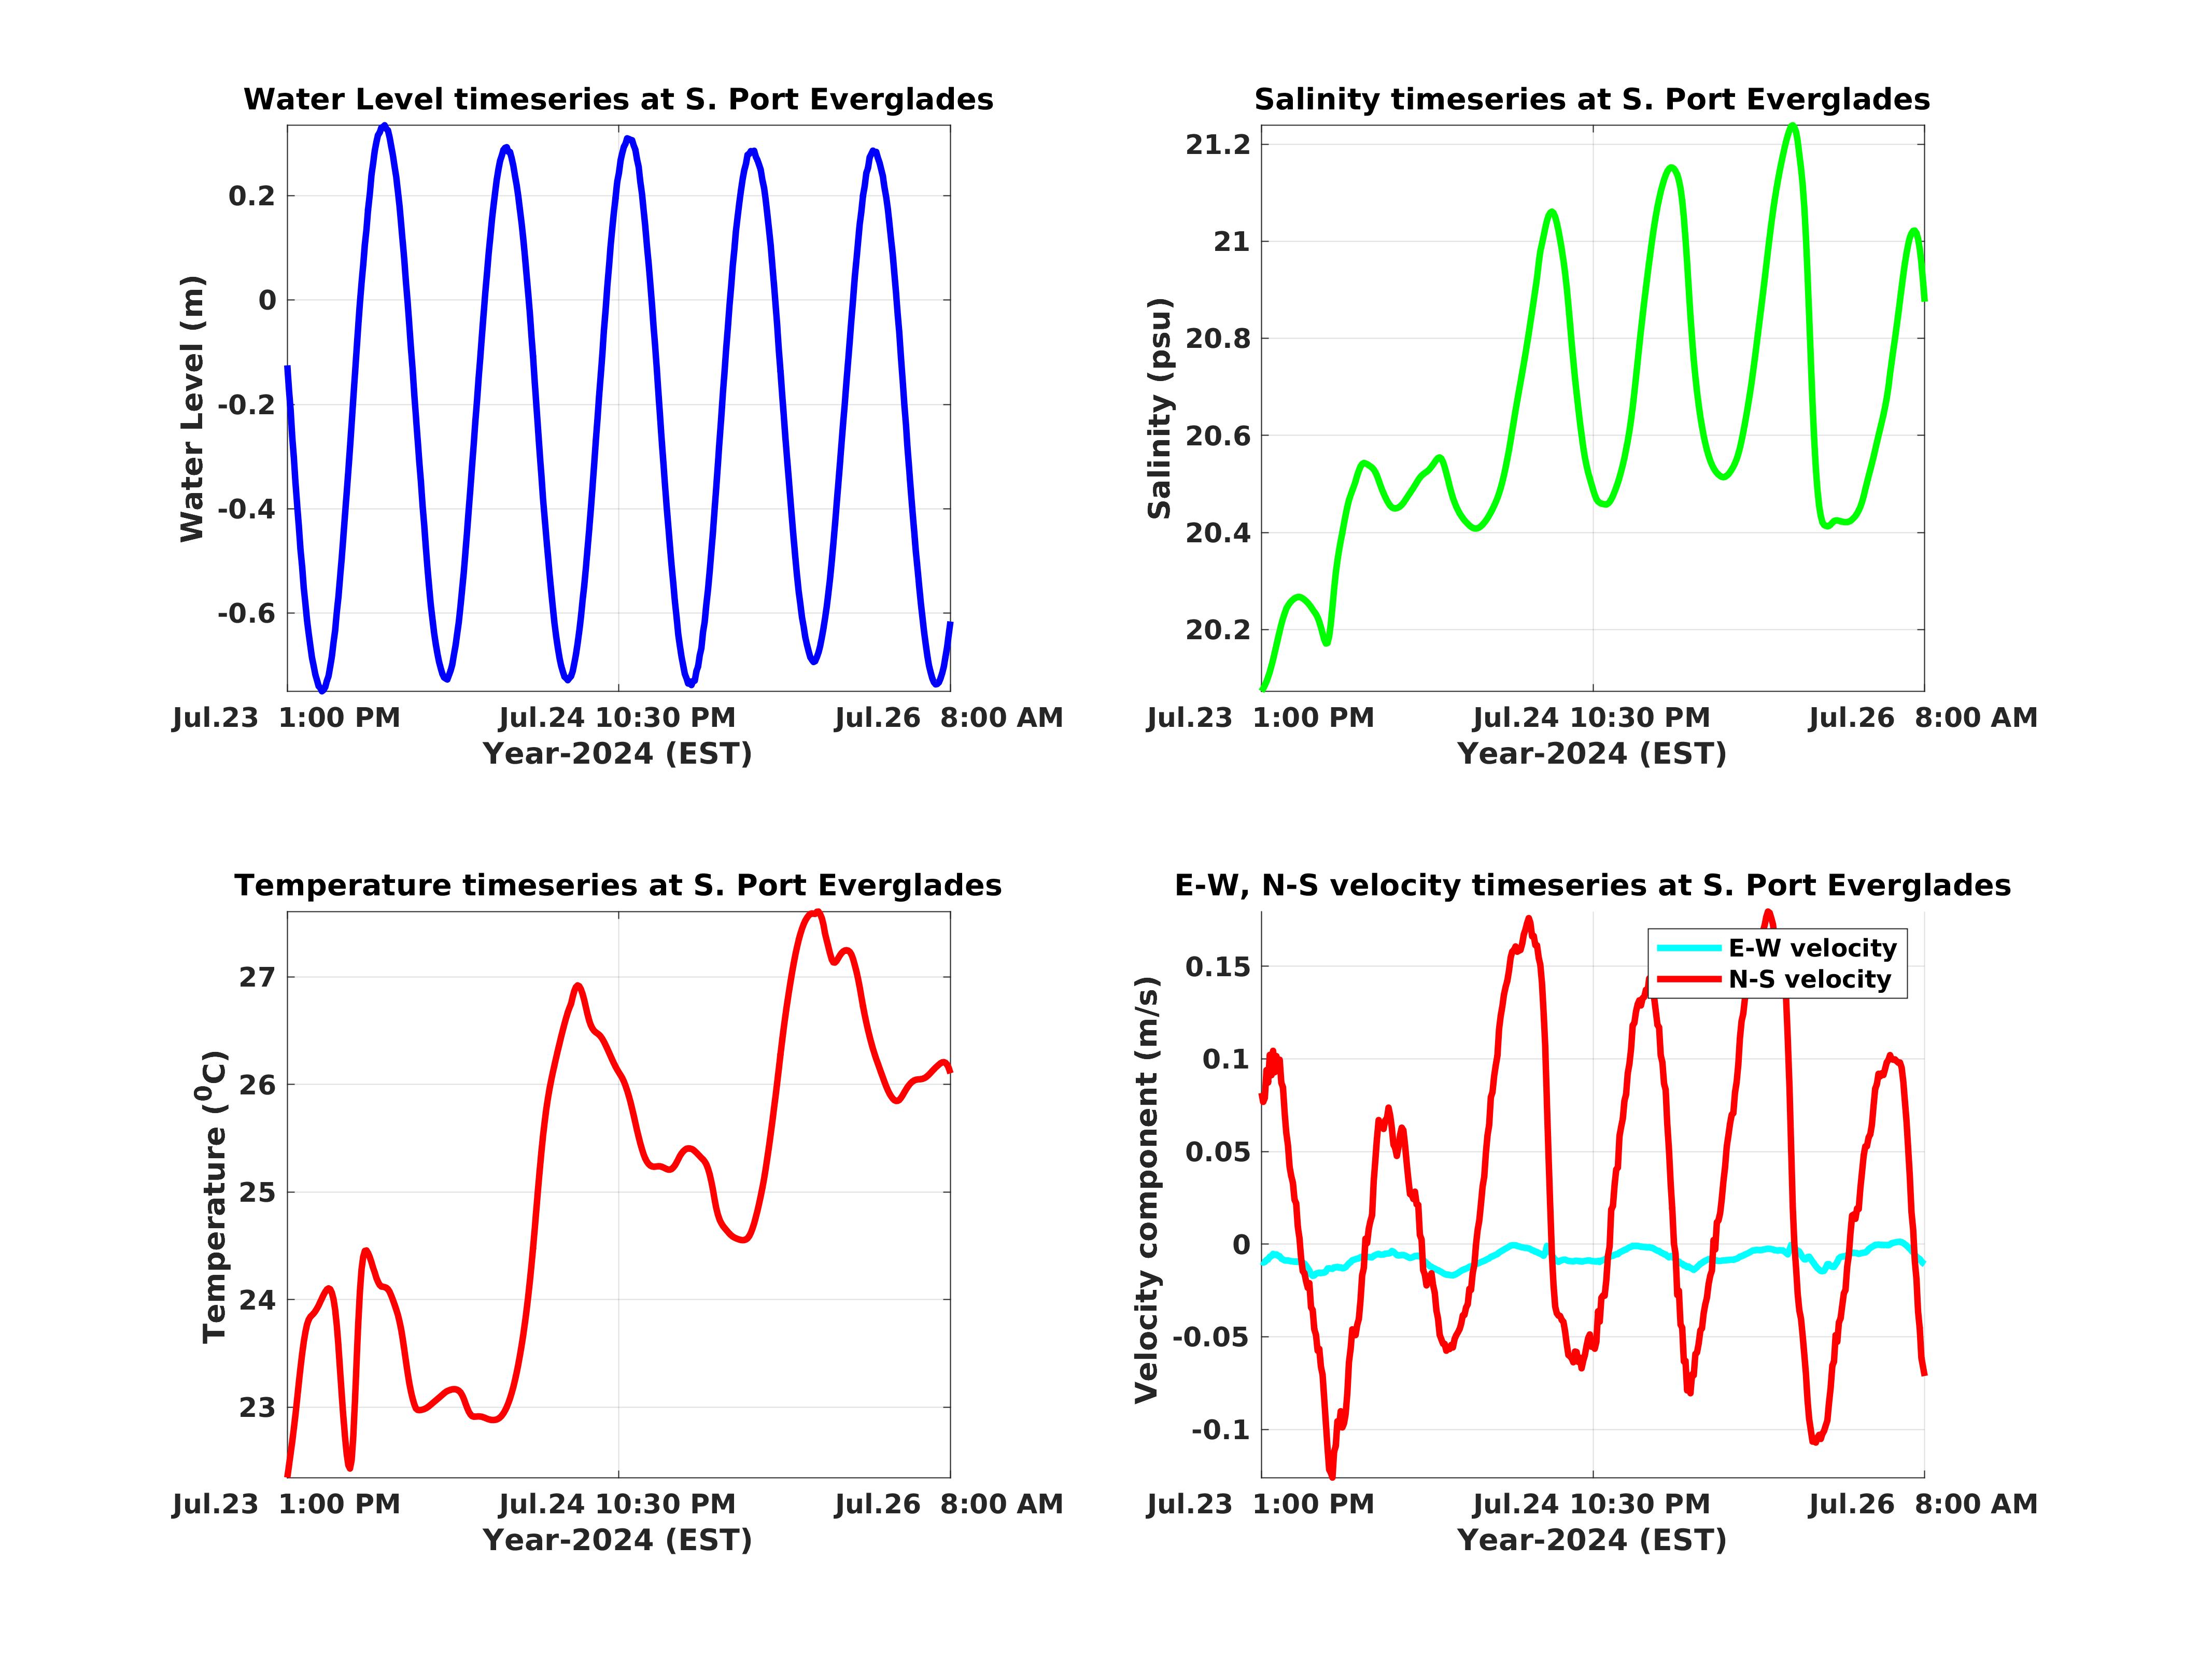 Water Level timeseries at S. Port Everglades
Water Level (m)
0.2
0
-0.2
-0.4
-0.6
Jul.23  1:00 PM
Jul.24 10:30 PM
Jul.26  8:00 AM
Year-2024 (EST)
Salinity timeseries at S. Port Everglades
Salinity (psu)
21.2
21
20.8
20.6
20.4
20.2
Jul.23  1:00 PM
Jul.24 10:30 PM
Jul.26  8:00 AM
Year-2024 (EST)
Temperature timeseries at S. Port Everglades
Temperature (⁰C)
27
26
25
24
23
Jul.23  1:00 PM
Jul.24 10:30 PM
Jul.26  8:00 AM
Year-2024 (EST)
E-W, N-S velocity timeseries at S. Port Everglades
Velocity component (m/s)
0.15
0.1
0.05
0
-0.05
-0.1
E-W velocity
N-S velocity
Jul.23  1:00 PM
Jul.24 10:30 PM
Jul.26  8:00 AM
Year-2024 (EST)